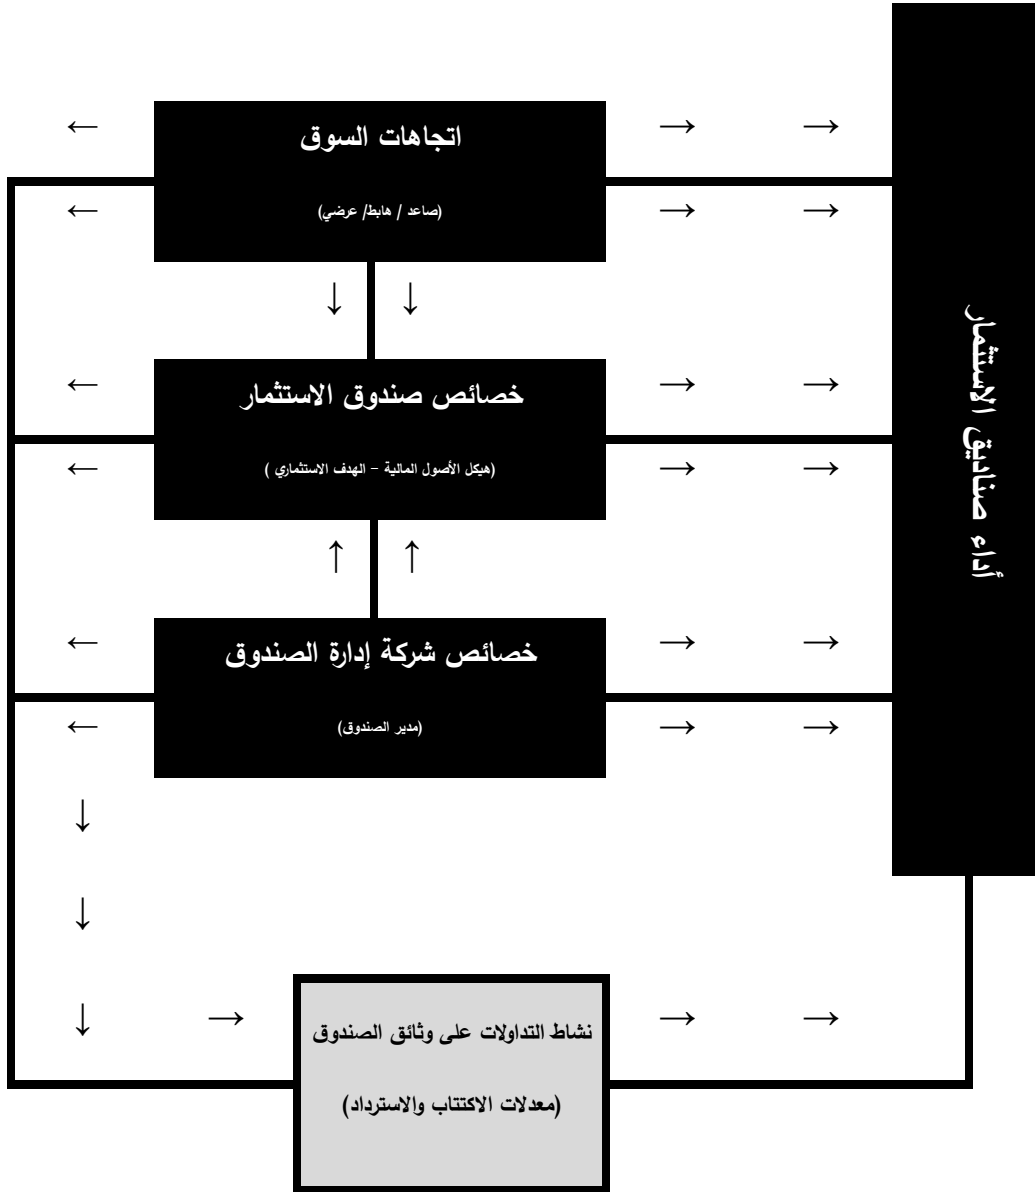 اتجاهات السوق
(صاعد / هابط/ عرضي)
خصائص صندوق الاستثمار
(هيكل الأصول المالية – الهدف الاستثماري )
خصائص شركة إدارة الصندوق
(مدير الصندوق)
أداء صناديق الإستثمار
نشاط التداولات على وثائق الصندوق
(معدلات الاكتتاب والاسترداد)